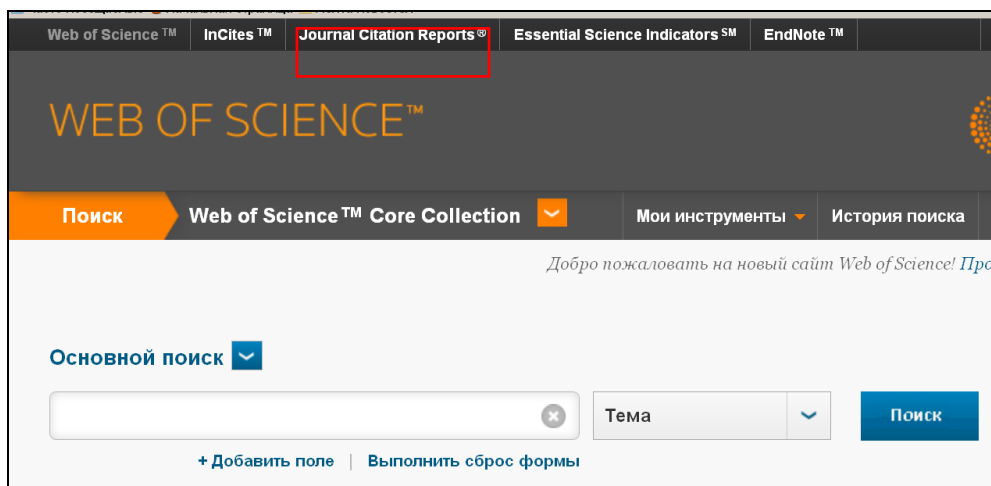 Web of Science ™ InCites ™ Journal Citation Reports ® Essential Science Indicators SM EndNote ™
WEB OF SCIENCE™
Поиск Web of Science™ Core Collection Мои инструменты История поиска
Добро пожаловать на новый сайт Web of Science! Про
Основной поиск
Тема Поиск
+ Добавить поле | Выполнить сброс формы